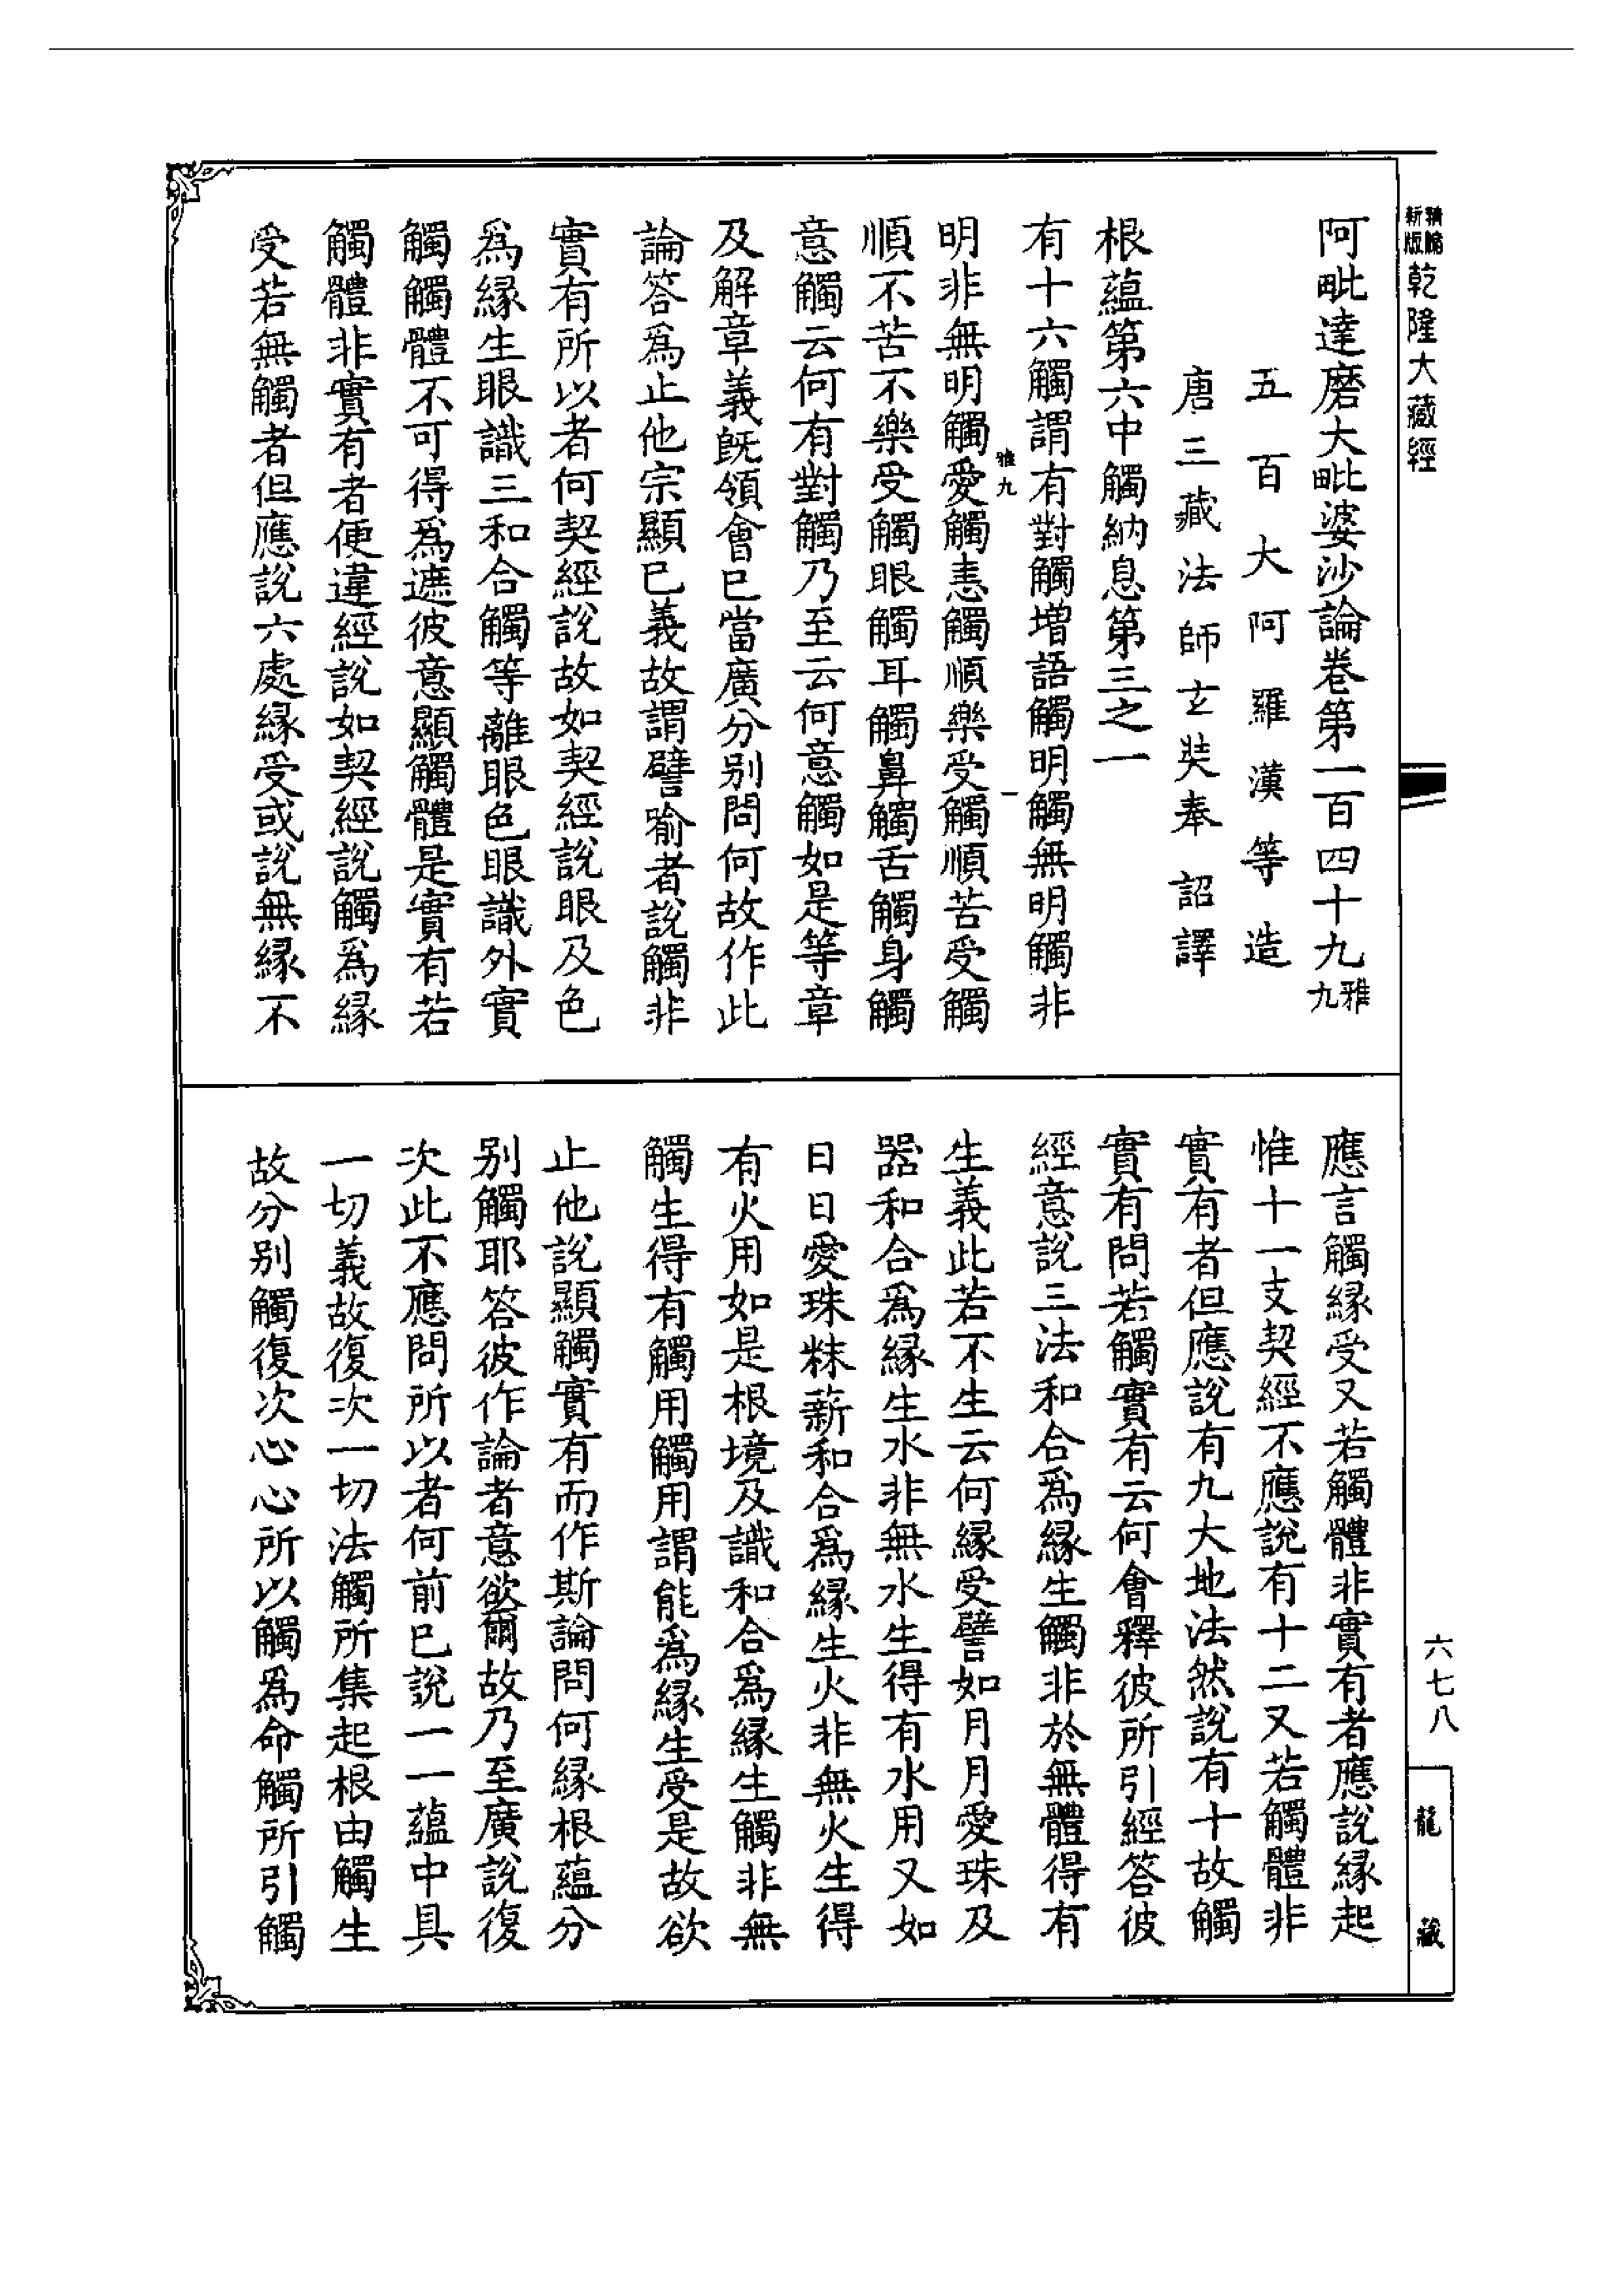 精縮
新版
乾隆大藏經
六七八
龍藏
阿毗達磨大毗婆沙論卷第一百四十九雅九
五百大阿羅漢等造
唐三藏法師玄奘奉詔譯
根蘊第六中觸納息第三之一
有十六觸謂有對觸增語觸明觸無明觸非
雅九
一
明非無明觸愛觸恚觸順樂受觸順苦受觸
順不苦不樂受觸眼觸耳觸鼻觸舌觸身觸
意觸云何有對觸乃至云何意觸如是等章
及解章義既領會已當廣分別問何故作此
論答爲止他宗顯已義故謂譬喻者說觸非
實有所以者何契經說故如契經說眼及色
爲緣生眼識三和合觸等離眼色眼識外實
觸觸體不可得爲遮彼意顯觸體是實有若
觸體非實有者便違經說如契經說觸爲緣
受若無觸者但應說六處緣受或說無緣不
應言觸緣受又若觸體非實有者應說緣起
惟十一支契經不應說有十二又若觸體非
實有者但應說有九大地法然說有十故觸
實有問若觸實有云何會釋彼所引經答彼
經意說三法和合爲緣生觸非於無體得有
生義此若不生云何緣受譬如月月愛珠及
器和合爲緣生水非無水生得有水用又如
日日愛珠粖薪和合爲緣生火非無火生得
有火用如是根境及識和合爲緣生觸非無
觸生得有觸用觸用謂能爲緣生受是故欲
止他說顯觸實有而作斯論問何緣根蘊分
別觸耶答彼作論者意欲爾故乃至廣說復
次此不應問所以者何前已說一一蘊中具
一切義故復次一切法觸所集起根由觸生
故分別觸復次心心所以觸爲命觸所引觸